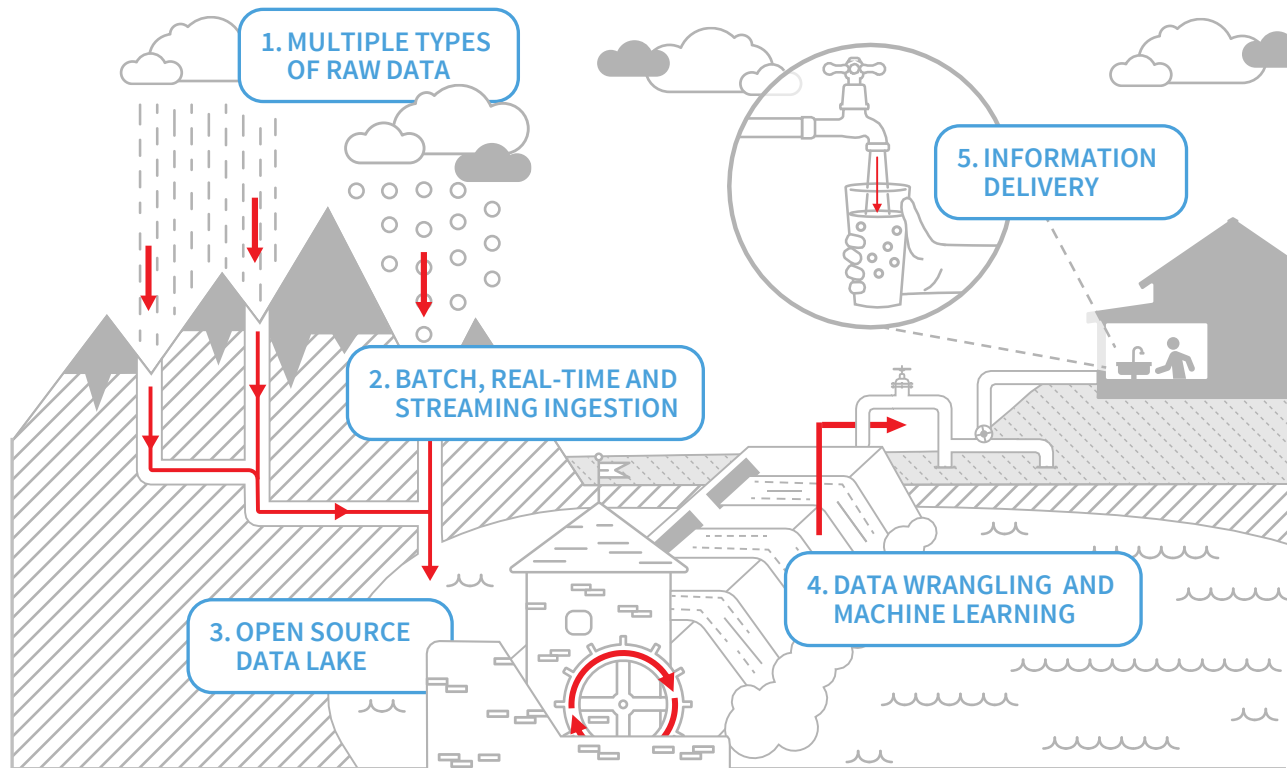 1. MULTIPLE TYPES
OF RAW DATA
2. BATCH, REAL-TIME AND
STREAMING INGESTION
3. OPEN SOURCE
DATA LAKE
4. DATA WRANGLING AND
MACHINE LEARNING
5. INFORMATION
DELIVERY